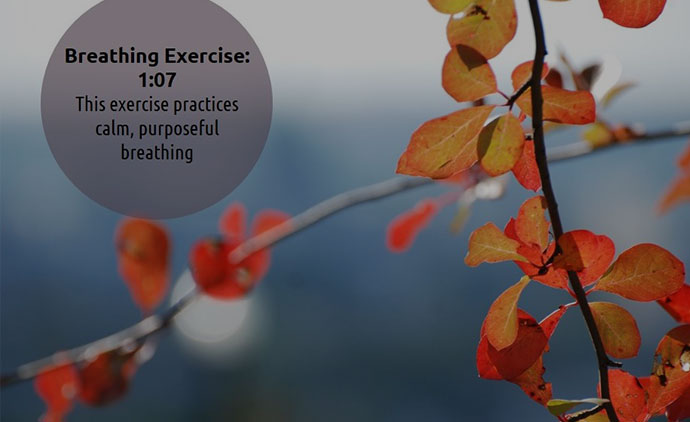 Breathing Exercise:
1:07
This exercise practices
calm, purposeful
breathing